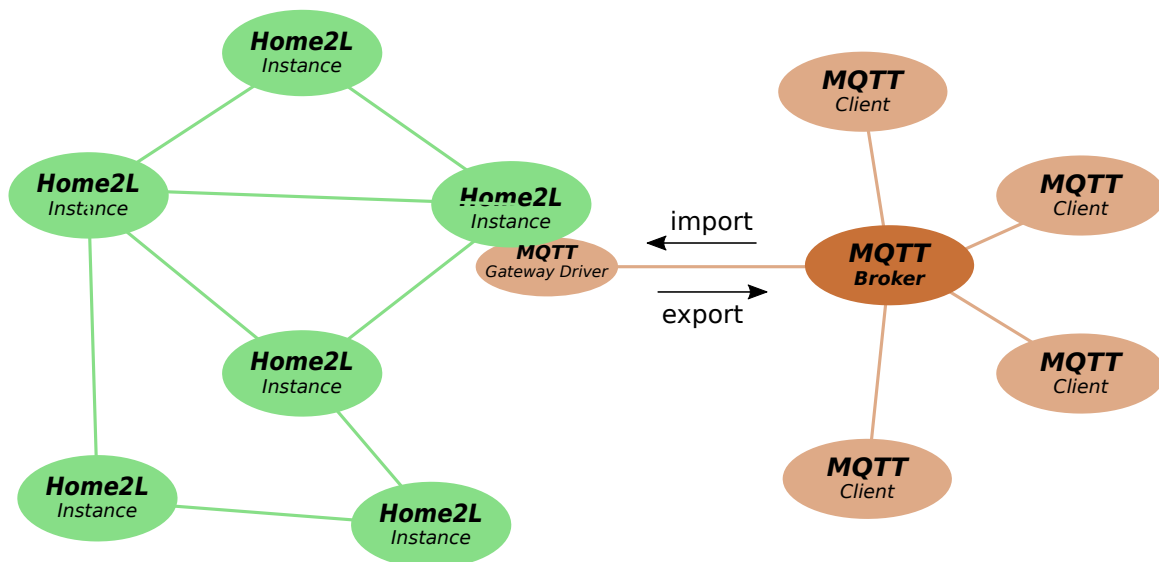 Home2L
Instance
MQTT
Client
Home2L
Instance
Home2L
Instance
MQTT
Client
import
MQTT
Gateway Driver
MQTT
Broker
export
Home2L
Instance
MQTT
Client
Home2L
Instance
MQTT
Client
Home2L
Instance